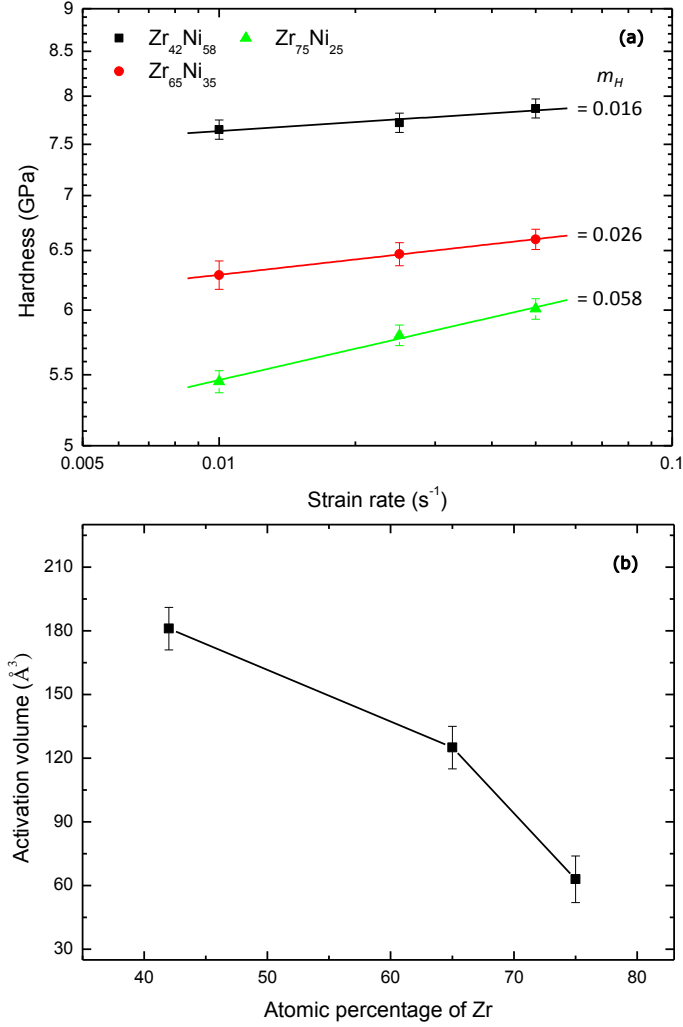 9
8.5
8
7.5
7
6.5
6
5.5
5
Hardness (GPa)
Zr₄₂Ni₅₈
Zr₇₅Ni₂₅
Zr₆₅Ni₃₅
(a)
m_H
= 0.016
= 0.026
= 0.058
0.005
0.01
0.1
Strain rate (s⁻¹)
(b)
210
180
150
120
90
60
30
Activation volume (Å³)
40
50
60
70
80
Atomic percentage of Zr